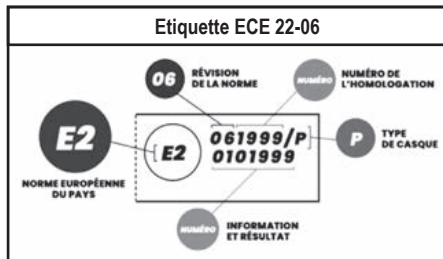 Etiquette ECE 22-06
06
RÉVISION
DE LA NORME
NUMÉRO
NUMÉRO DE
L'HOMOLOGATION
E2
NORME EUROPÉENNE
DU PAYS
E2
061999/P
0101999
P
TYPE
DE CASQUE
NUMÉRO
INFORMATION
ET RÉSULTAT